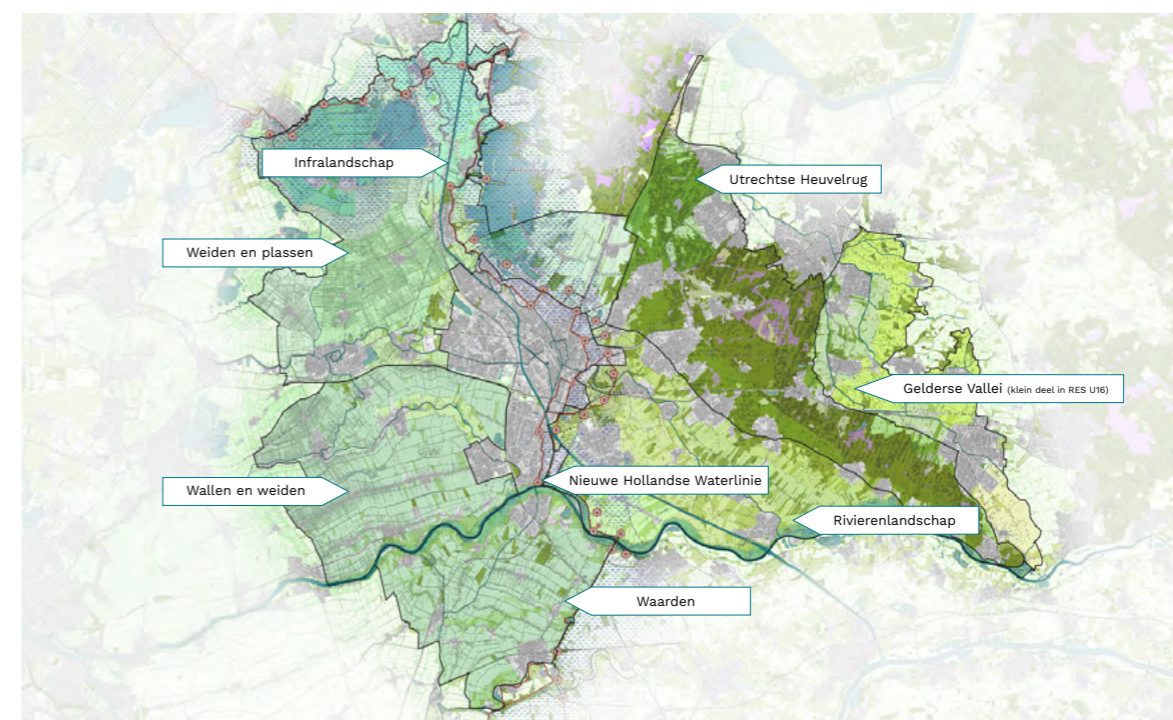 Infralandschap
Utrechtse Heuvelrug
Weiden en plassen
Gelderse Vallei (klein deel in RES U16)
Nieuwe Hollandse Waterlinie
Wallen en weiden
Rivierenlandschap
Waarden